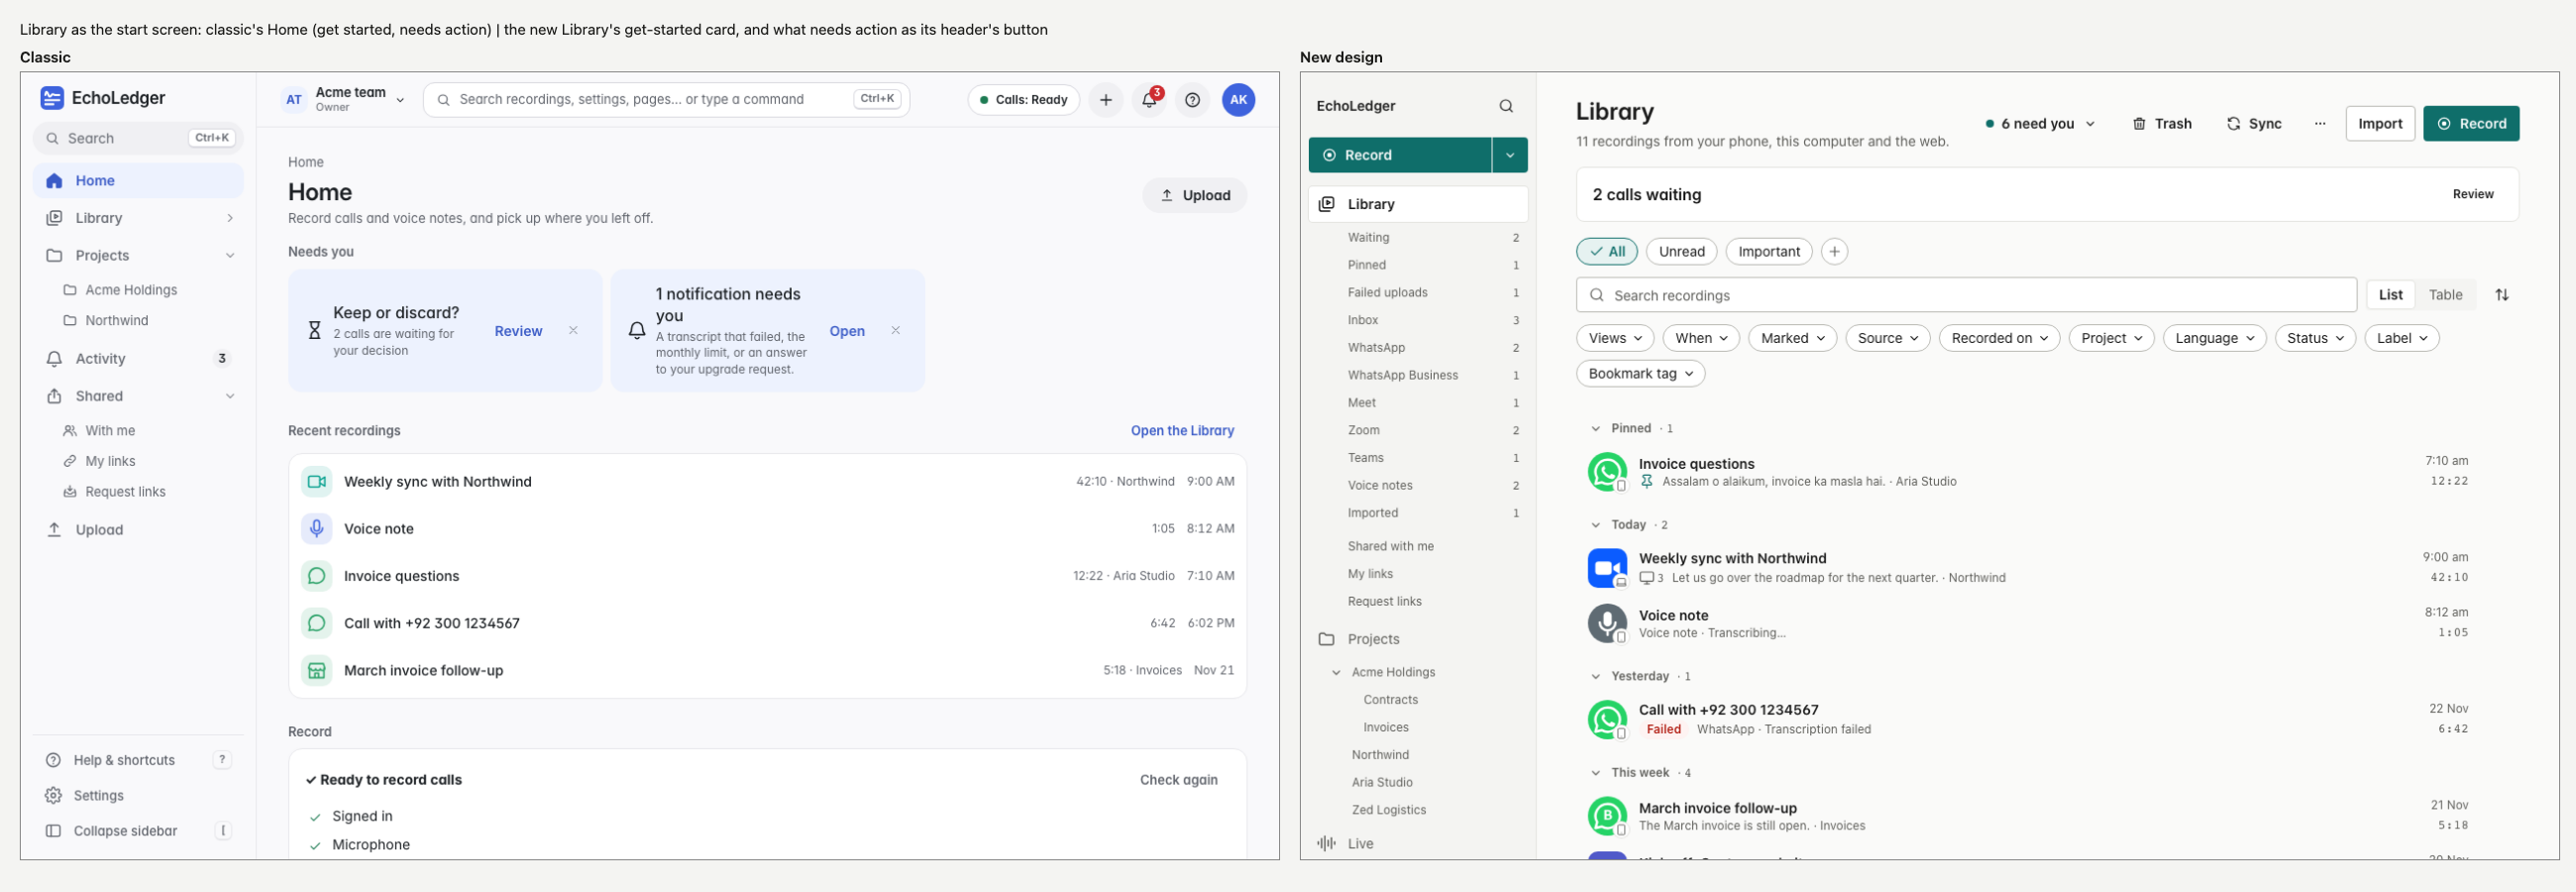 Library as the start screen: classic's Home (get started, needs action) | the new Library's get-started card, and what needs action as its header's button
Classic
EchoLedger
Search Ctrl+K
Home
Library
Projects
Acme Holdings
Northwind
Activity 3
Shared
With me
My links
Request links
Upload
Help & shortcuts ?
Settings
Collapse sidebar [
AT Acme team
Owner
Search recordings, settings, pages... or type a command Ctrl+K
Calls: Ready
3
AK
Home
Home
Upload
Record calls and voice notes, and pick up where you left off.
Needs you
Keep or discard?
2 calls are waiting for
your decision
Review
1 notification needs
you
A transcript that failed, the
monthly limit, or an answer
to your upgrade request.
Open
Recent recordings Open the Library
Weekly sync with Northwind 42:10 · Northwind 9:00 AM
Voice note 1:05 8:12 AM
Invoice questions 12:22 · Aria Studio 7:10 AM
Call with +92 300 1234567 6:42 6:02 PM
March invoice follow-up 5:18 · Invoices Nov 21
Record
Ready to record calls Check again
Signed in
Microphone
New design
EchoLedger
Record
Library
Waiting 2
Pinned 1
Failed uploads 1
Inbox 3
WhatsApp 2
WhatsApp Business 1
Meet 1
Zoom 2
Teams 1
Voice notes 2
Imported 1
Shared with me
My links
Request links
Projects
Acme Holdings
Contracts
Invoices
Northwind
Aria Studio
Zed Logistics
Live
Library
11 recordings from your phone, this computer and the web.
6 need you Trash Sync ... Import Record
2 calls waiting Review
All Unread Important
Search recordings List Table
Views When Marked Source Recorded on Project Language Status Label
Bookmark tag
Pinned · 1
Invoice questions 7:10 am
Assalam o alaikum, invoice ka masla hai. · Aria Studio 12:22
Today · 2
Weekly sync with Northwind 9:00 am
3 Let us go over the roadmap for the next quarter. · Northwind 42:10
Voice note 8:12 am
Voice note · Transcribing... 1:05
Yesterday · 1
Call with +92 300 1234567 22 Nov
Failed WhatsApp · Transcription failed 6:42
This week · 4
March invoice follow-up 21 Nov
B
The March invoice is still open. · Invoices 5:18